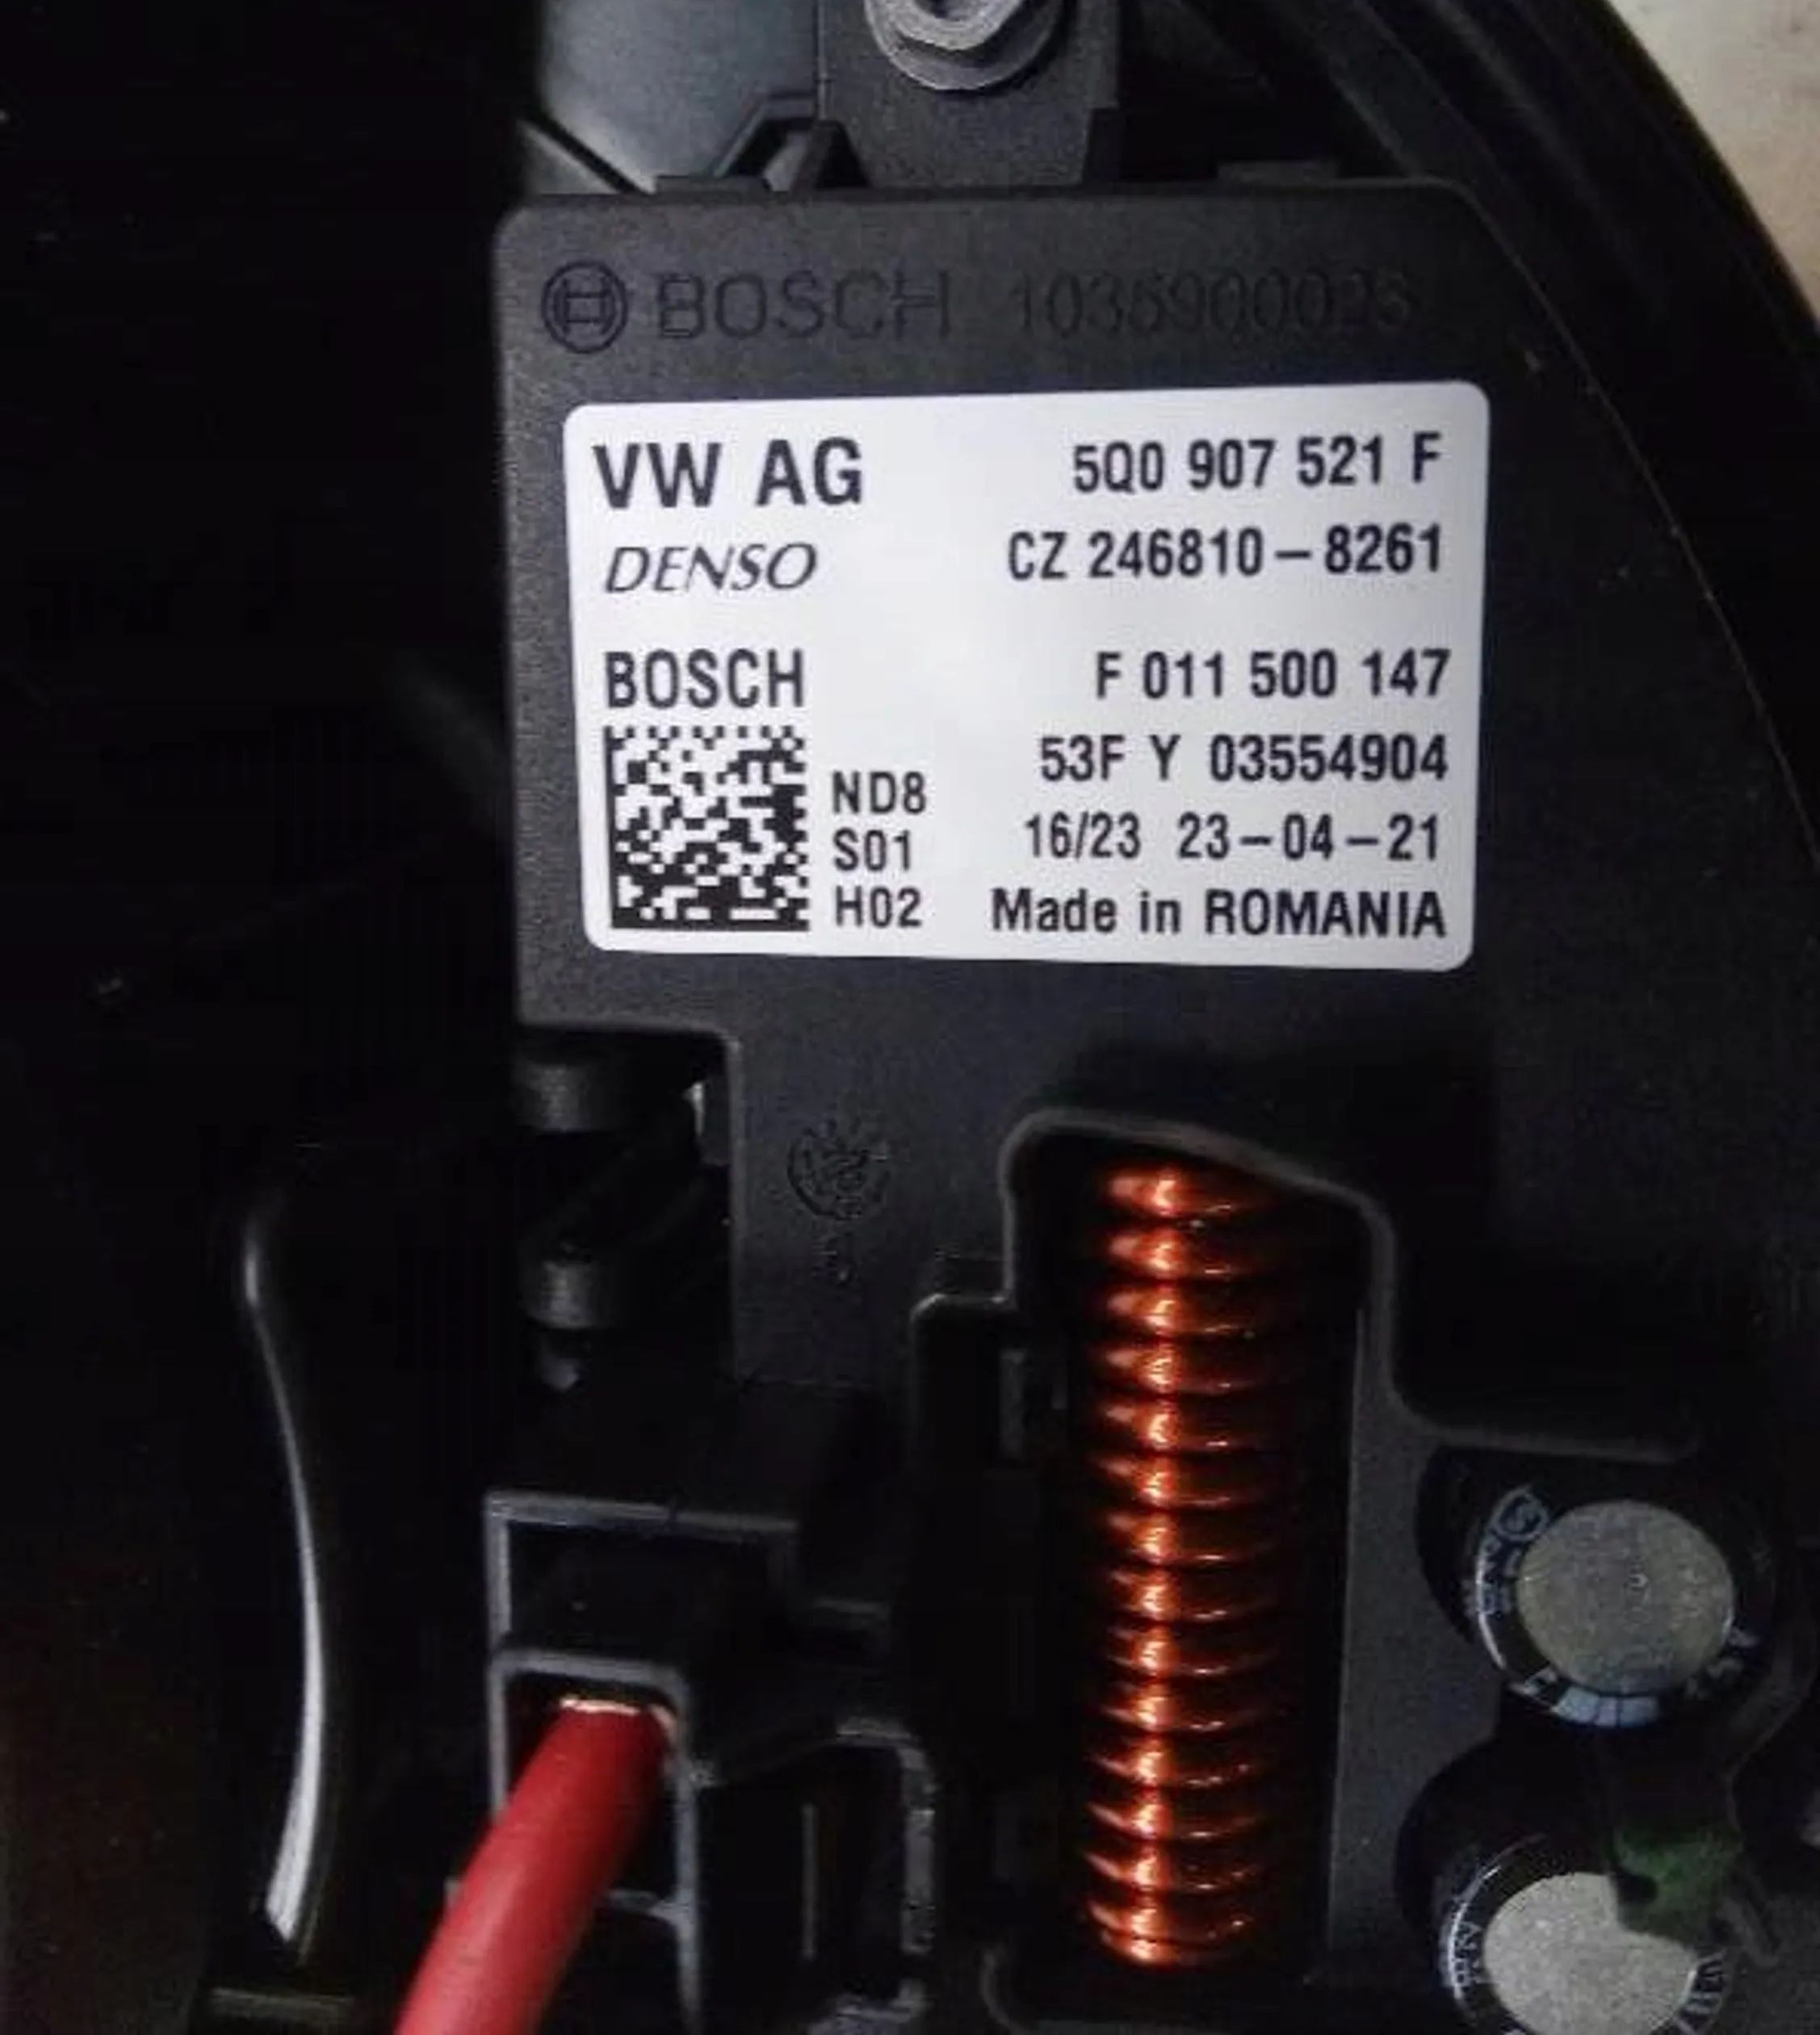 BOSCH 1035900023
VW AG 5Q0 907 521 F
DENSO CZ 246810-8261
BOSCH F 011 500 147
53F Y 03554904
ND8
S01 16/23 23-04-21
H02 Made in ROMANIA